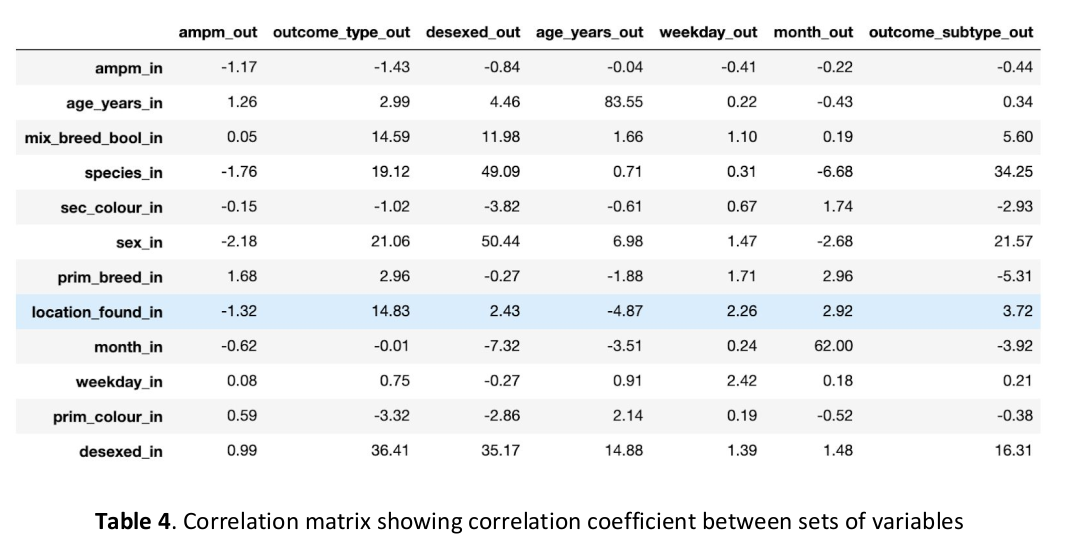 ampm_out outcome_type_out desexed_out age_years_out weekday_out month_out outcome_subtype_out
ampm_in -1.17 -1.43 -0.84 -0.04 -0.41 -0.22 -0.44
age_years_in 1.26 2.99 4.46 83.55 0.22 -0.43 0.34
mix_breed_bool_in 0.05 14.59 11.98 1.66 1.10 0.19 5.60
species_in -1.76 19.12 49.09 0.71 0.31 -6.68 34.25
sec_colour_in -0.15 -1.02 -3.82 -0.61 0.67 1.74 -2.93
sex_in -2.18 21.06 50.44 6.98 1.47 -2.68 21.57
prim_breed_in 1.68 2.96 -0.27 -1.88 1.71 2.96 -5.31
location_found_in -1.32 14.83 2.43 -4.87 2.26 2.92 3.72
month_in -0.62 -0.01 -7.32 -3.51 0.24 62.00 -3.92
weekday_in 0.08 0.75 -0.27 0.91 2.42 0.18 0.21
prim_colour_in 0.59 -3.32 -2.86 2.14 0.19 -0.52 -0.38
desexed_in 0.99 36.41 35.17 14.88 1.39 1.48 16.31
Table 4. Correlation matrix showing correlation coefficient between sets of variables